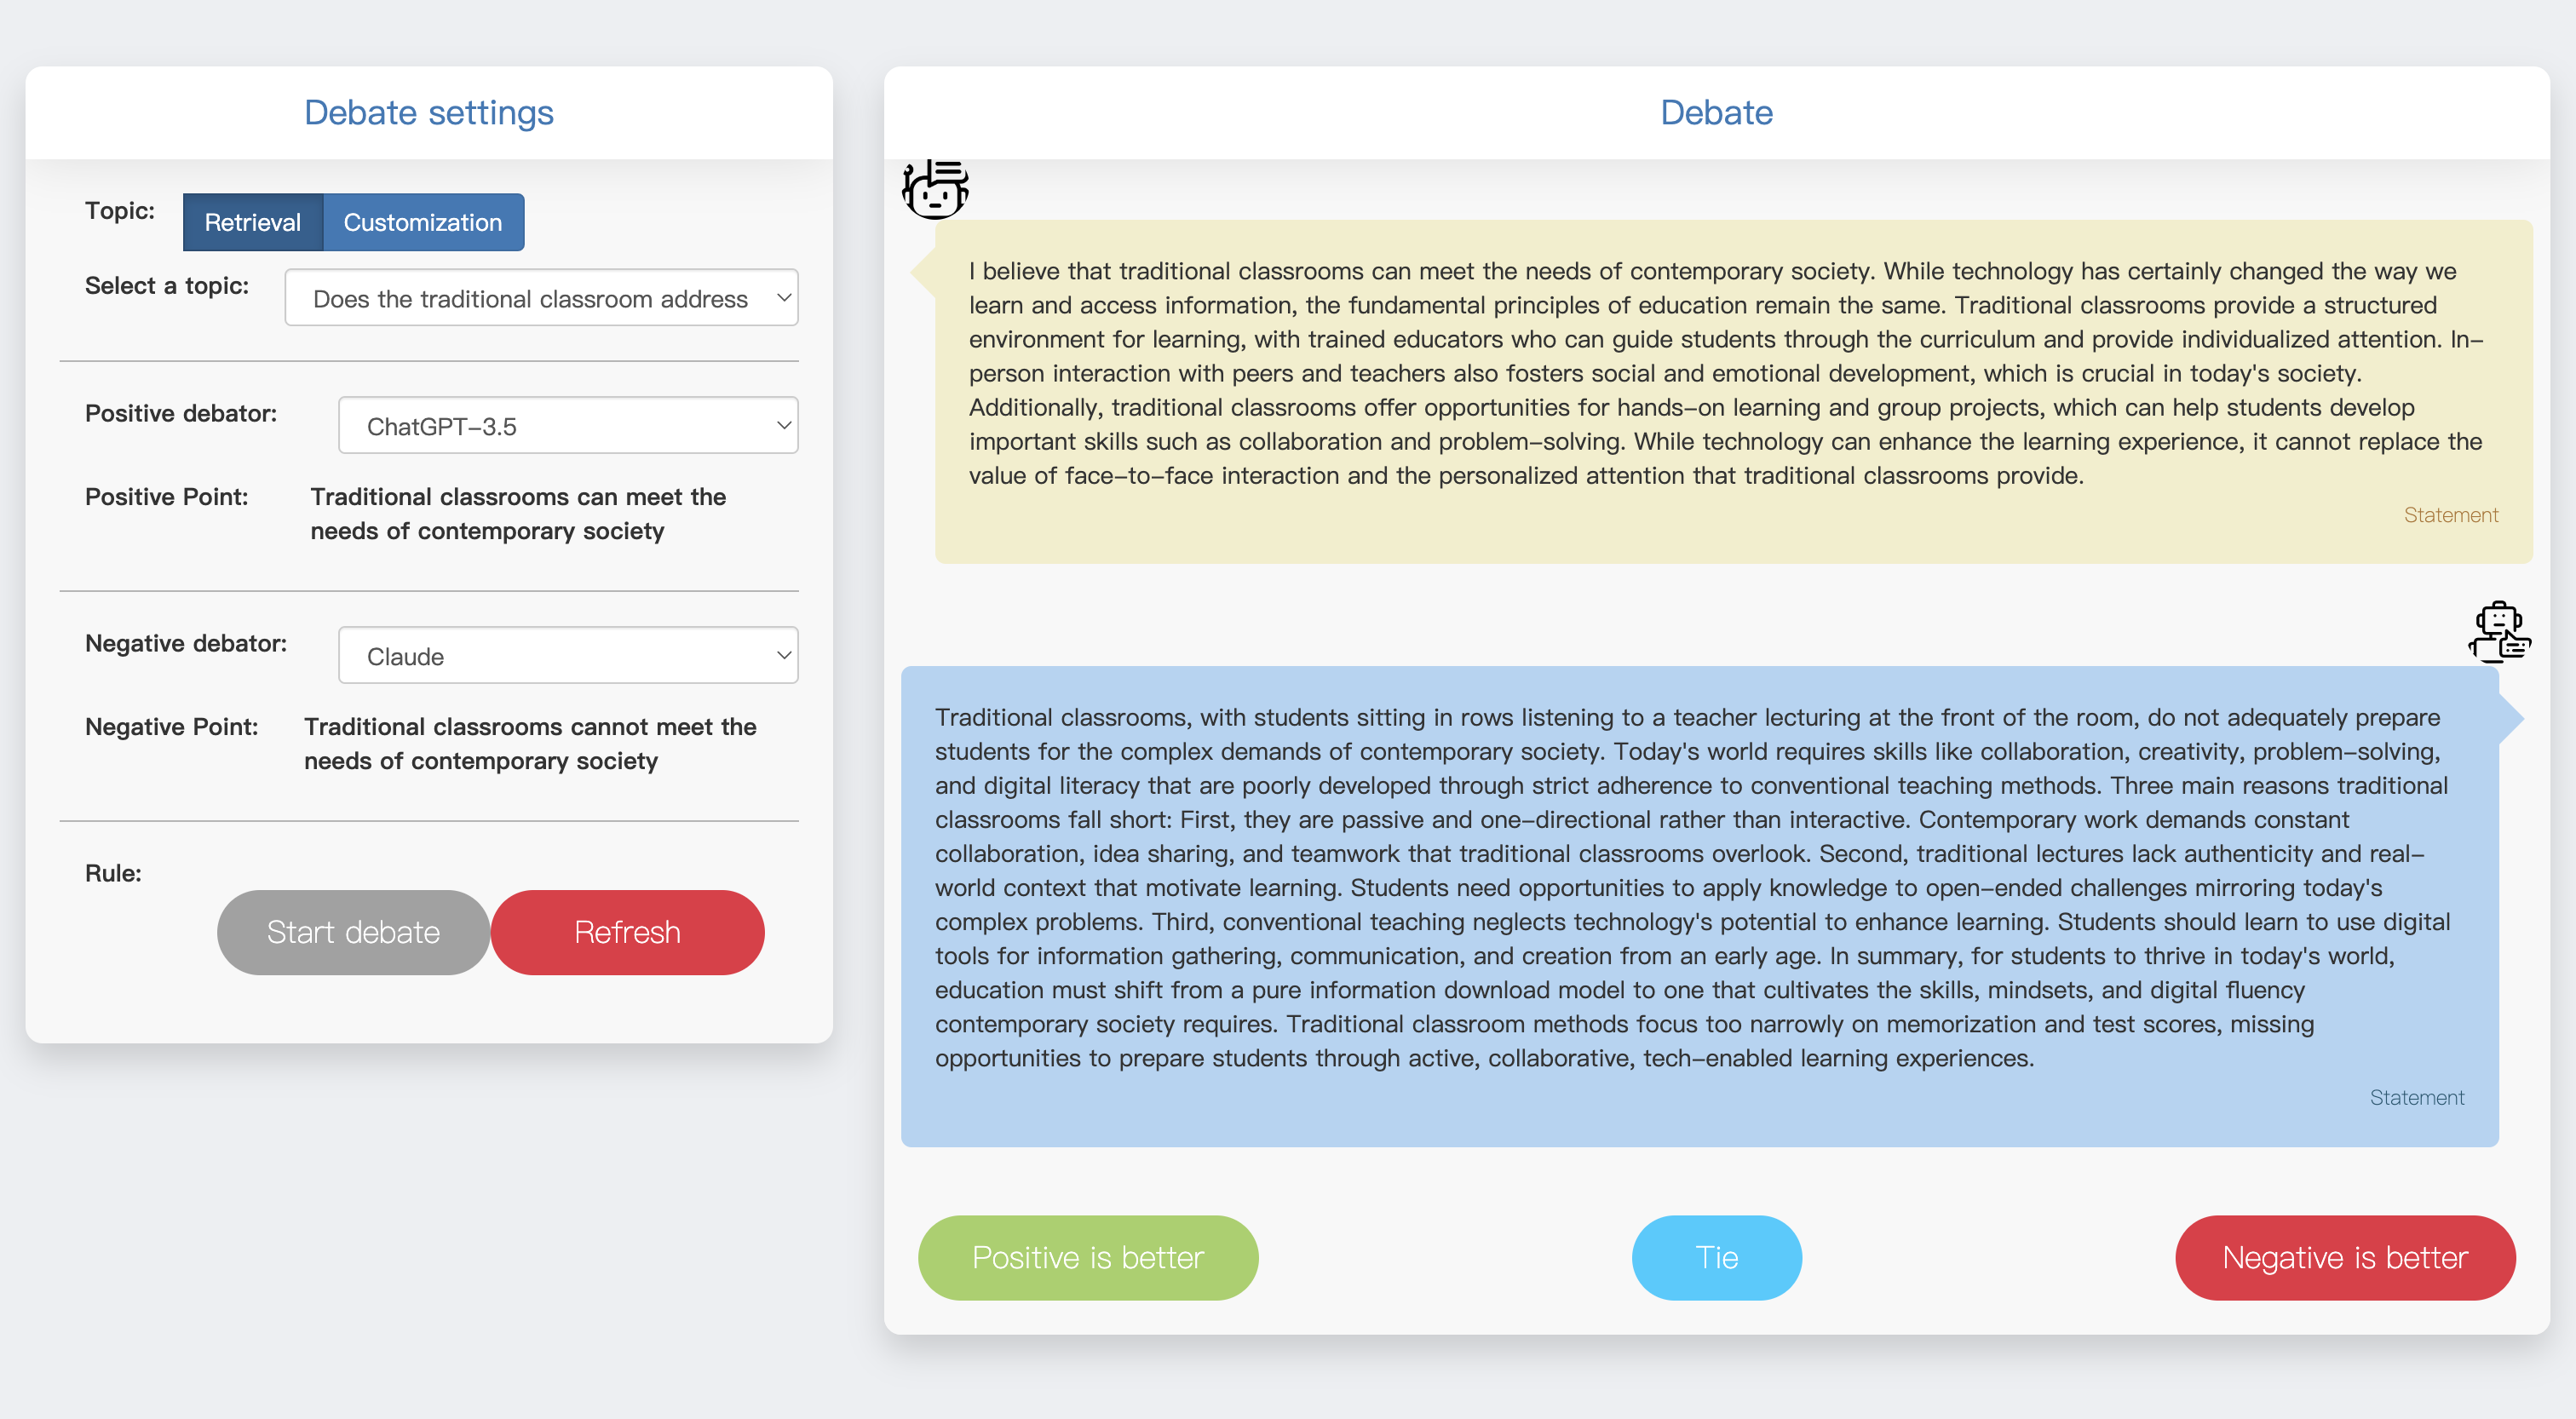 Debate settings
Topic:
Retrieval
Customization
Select a topic:
Does the traditional classroom address
Positive debator:
ChatGPT-3.5
Positive Point:
Traditional classrooms can meet the
needs of contemporary society
Negative debator:
Claude
Negative Point:
Traditional classrooms cannot meet the
needs of contemporary society
Rule:
Start debate
Refresh
Debate
I believe that traditional classrooms can meet the needs of contemporary society. While technology has certainly changed the way we
learn and access information, the fundamental principles of education remain the same. Traditional classrooms provide a structured
environment for learning, with trained educators who can guide students through the curriculum and provide individualized attention. In-
person interaction with peers and teachers also fosters social and emotional development, which is crucial in today's society.
Additionally, traditional classrooms offer opportunities for hands-on learning and group projects, which can help students develop
important skills such as collaboration and problem-solving. While technology can enhance the learning experience, it cannot replace the
value of face-to-face interaction and the personalized attention that traditional classrooms provide.
Statement
Traditional classrooms, with students sitting in rows listening to a teacher lecturing at the front of the room, do not adequately prepare
students for the complex demands of contemporary society. Today's world requires skills like collaboration, creativity, problem-solving,
and digital literacy that are poorly developed through strict adherence to conventional teaching methods. Three main reasons traditional
classrooms fall short: First, they are passive and one-directional rather than interactive. Contemporary work demands constant
collaboration, idea sharing, and teamwork that traditional classrooms overlook. Second, traditional lectures lack authenticity and real-
world context that motivate learning. Students need opportunities to apply knowledge to open-ended challenges mirroring today's
complex problems. Third, conventional teaching neglects technology's potential to enhance learning. Students should learn to use digital
tools for information gathering, communication, and creation from an early age. In summary, for students to thrive in today's world,
education must shift from a pure information download model to one that cultivates the skills, mindsets, and digital fluency
contemporary society requires. Traditional classroom methods focus too narrowly on memorization and test scores, missing
opportunities to prepare students through active, collaborative, tech-enabled learning experiences.
Statement
Positive is better
Tie
Negative is better